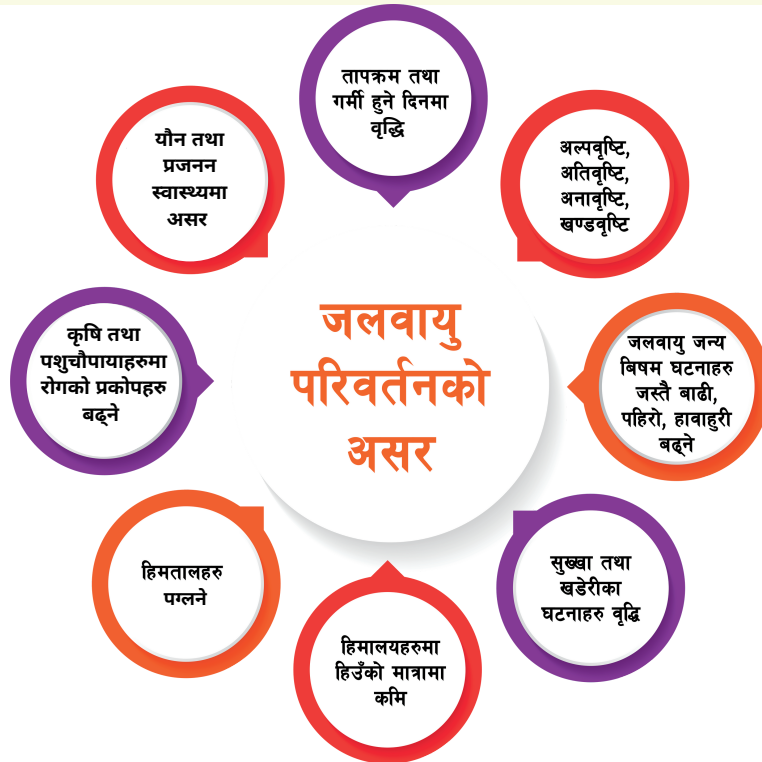 जलवायु
परिवर्तनको
असर
तापक्रम तथा
गर्मी हुने दिनमा
वृद्धि
अल्पवृष्टि,
अतिवृष्टि,
अनावृष्टि,
खण्डवृष्टि
जलवायु जन्य
बिषम घटनाहरु
जस्तै बाढी,
पहिरो, हावाहुरी
बढ्ने
सुख्खा तथा
खडेरीका
घटनाहरु वृद्धि
हिमालयहरुमा
हिउँको मात्रामा
कमि
हिमतालहरु
पग्लने
कृषि तथा
पशुचौपायाहरुमा
रोगको प्रकोपहरु
बढ्ने
यौन तथा
प्रजनन
स्वास्थ्यमा
असर